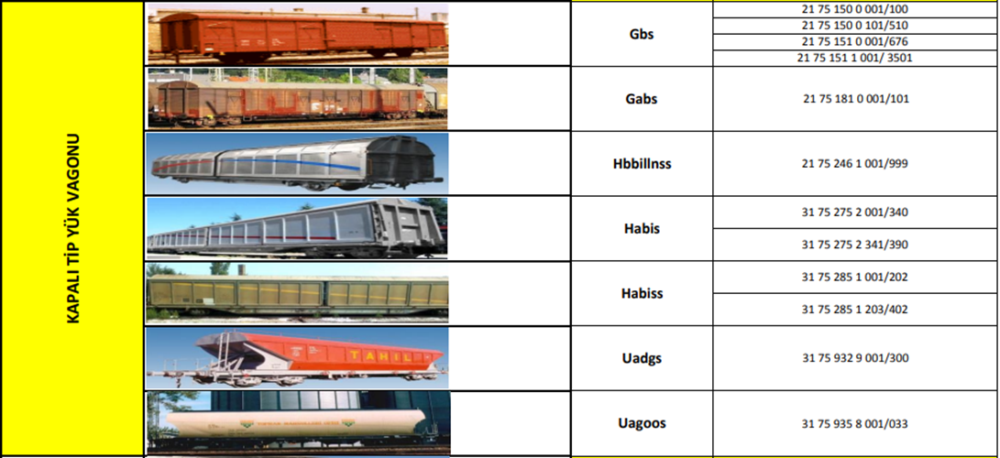 KAPALI TİP YÜK VAGONU
Gbs
21 75 150 0 001/100
21 75 150 0 101/510
21 75 151 0 001/676
21 75 151 1 001/ 3501
Gabs
21 75 181 0 001/101
Hbbillnss
21 75 246 1 001/999
Habis
31 75 275 2 001/340
31 75 275 2 341/390
Habiss
31 75 285 1 001/202
31 75 285 1 203/402
TAHIL
Uadgs
31 75 932 9 001/300
Uagoos
31 75 935 8 001/033